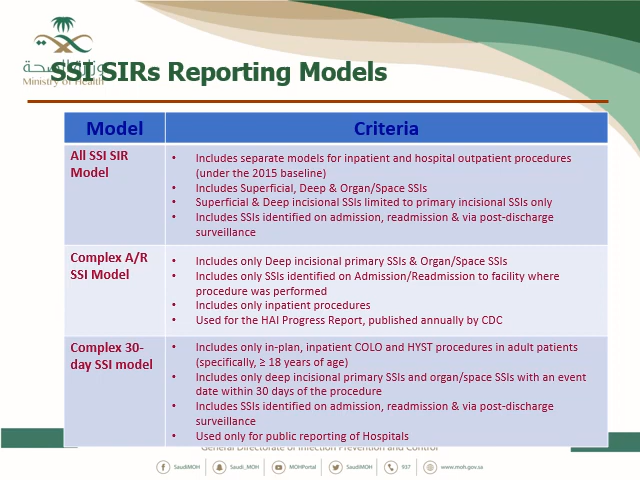 وزارة الصحة
Ministry of Health
SSI SIRs Reporting Models
Model
Criteria
All SSI SIR
Model
• Includes separate models for inpatient and hospital outpatient procedures
(under the 2015 baseline)
• Includes Superficial, Deep & Organ/Space SSIs
• Superficial & Deep incisional SSIs limited to primary incisional SSIs only
• Includes SSIs identified on admission, readmission & via post-discharge
surveillance
Complex A/R
SSI Model
• Includes only Deep incisional primary SSIs & Organ/Space SSIs
• Includes only SSIs identified on Admission/Readmission to facility where
procedure was performed
• Includes only inpatient procedures
• Used for the HAI Progress Report, published annually by CDC
Complex 30-
day SSI model
• Includes only in-plan, inpatient COLO and HYST procedures in adult patients
(specifically, ≥ 18 years of age)
• Includes only deep incisional primary SSIs and organ/space SSIs with an event
date within 30 days of the procedure
• Includes SSIs identified on admission, readmission & via post-discharge
surveillance
• Used only for public reporting of Hospitals
General Directorate of Infection Prevention and Control
SaudiMOH
Saudi_MOH
MOHPortal
SaudiMOH
937
www.moh.gov.sa